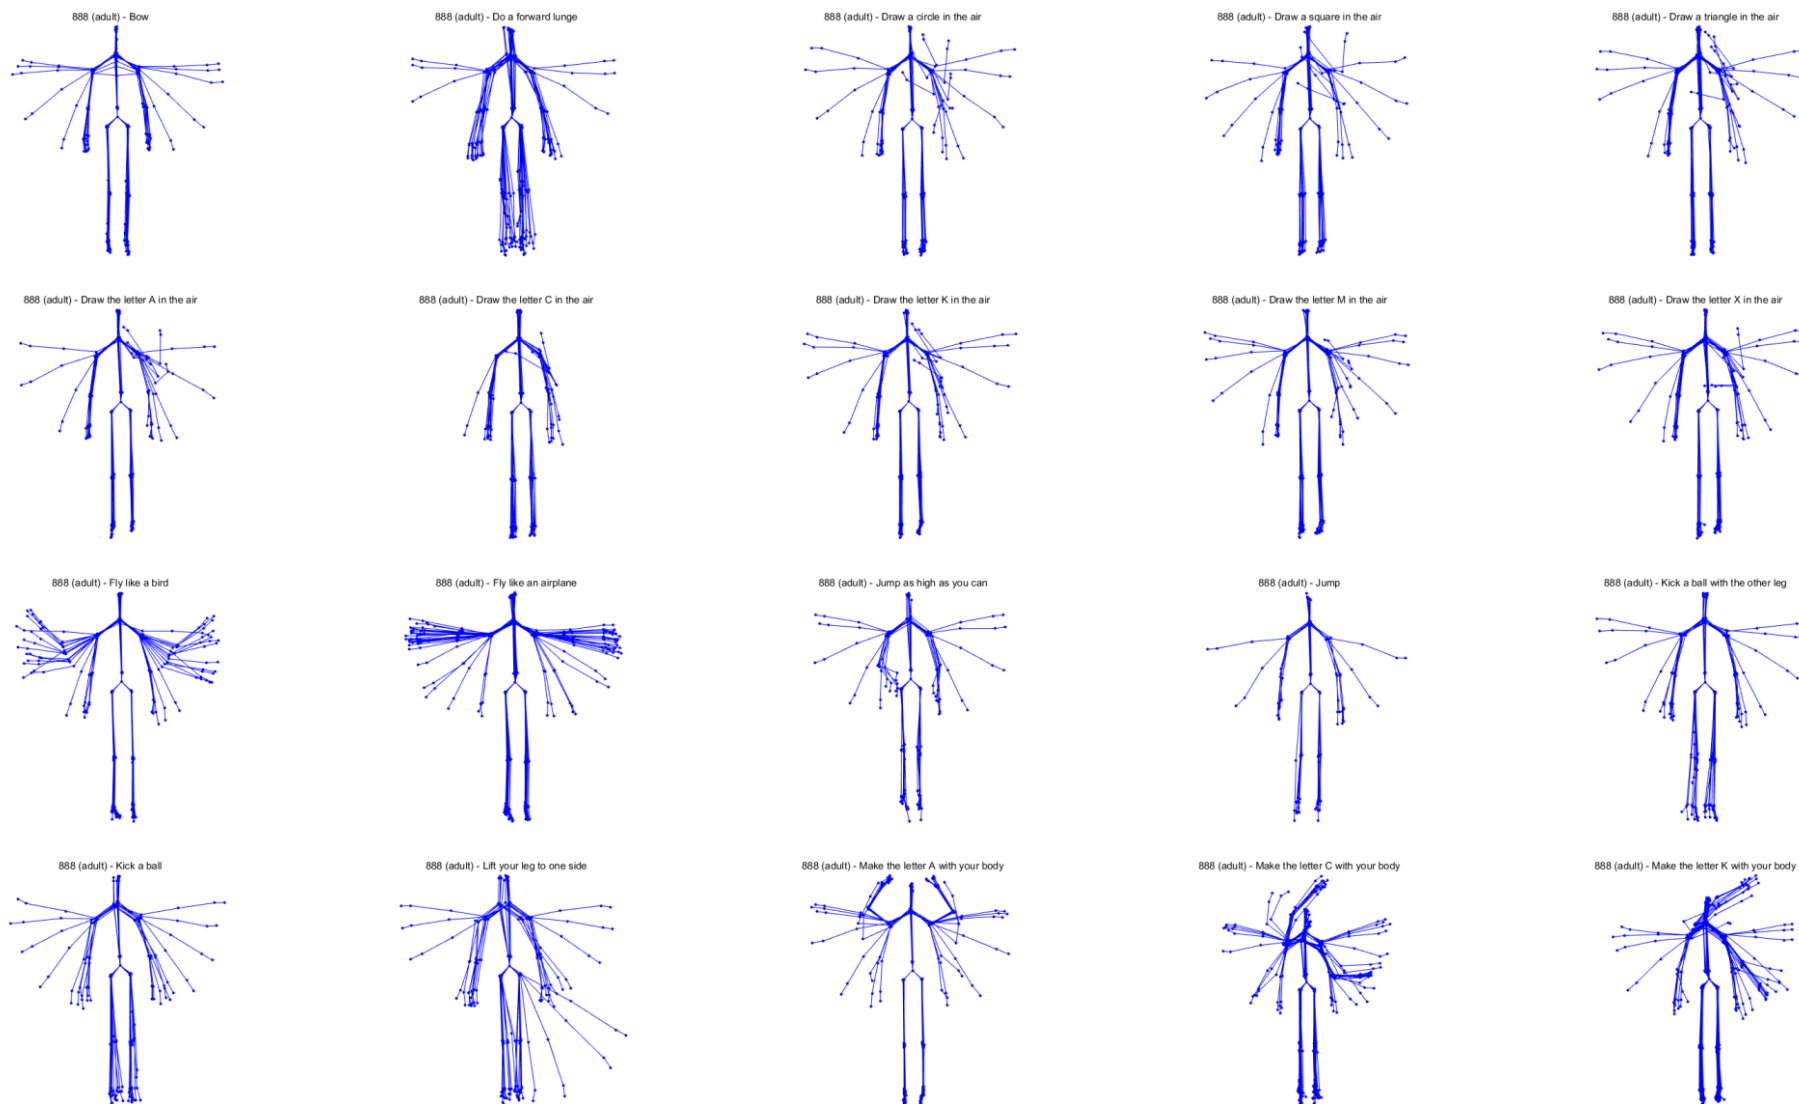 888 (adult) - Bow
888 (adult) - Do a forward lunge
888 (adult) - Draw a circle in the air
888 (adult) - Draw a square in the air
888 (adult) - Draw a triangle in the air
888 (adult) - Draw the letter A in the air
888 (adult) - Draw the letter C in the air
888 (adult) - Draw the letter K in the air
888 (adult) - Draw the letter M in the air
888 (adult) - Draw the letter X in the air
888 (adult) - Fly like a bird
888 (adult) - Fly like an airplane
888 (adult) - Jump as high as you can
888 (adult) - Jump
888 (adult) - Kick a ball with the other leg
888 (adult) - Kick a ball
888 (adult) - Lift your leg to one side
888 (adult) - Make the letter A with your body
888 (adult) - Make the letter C with your body
888 (adult) - Make the letter K with your body